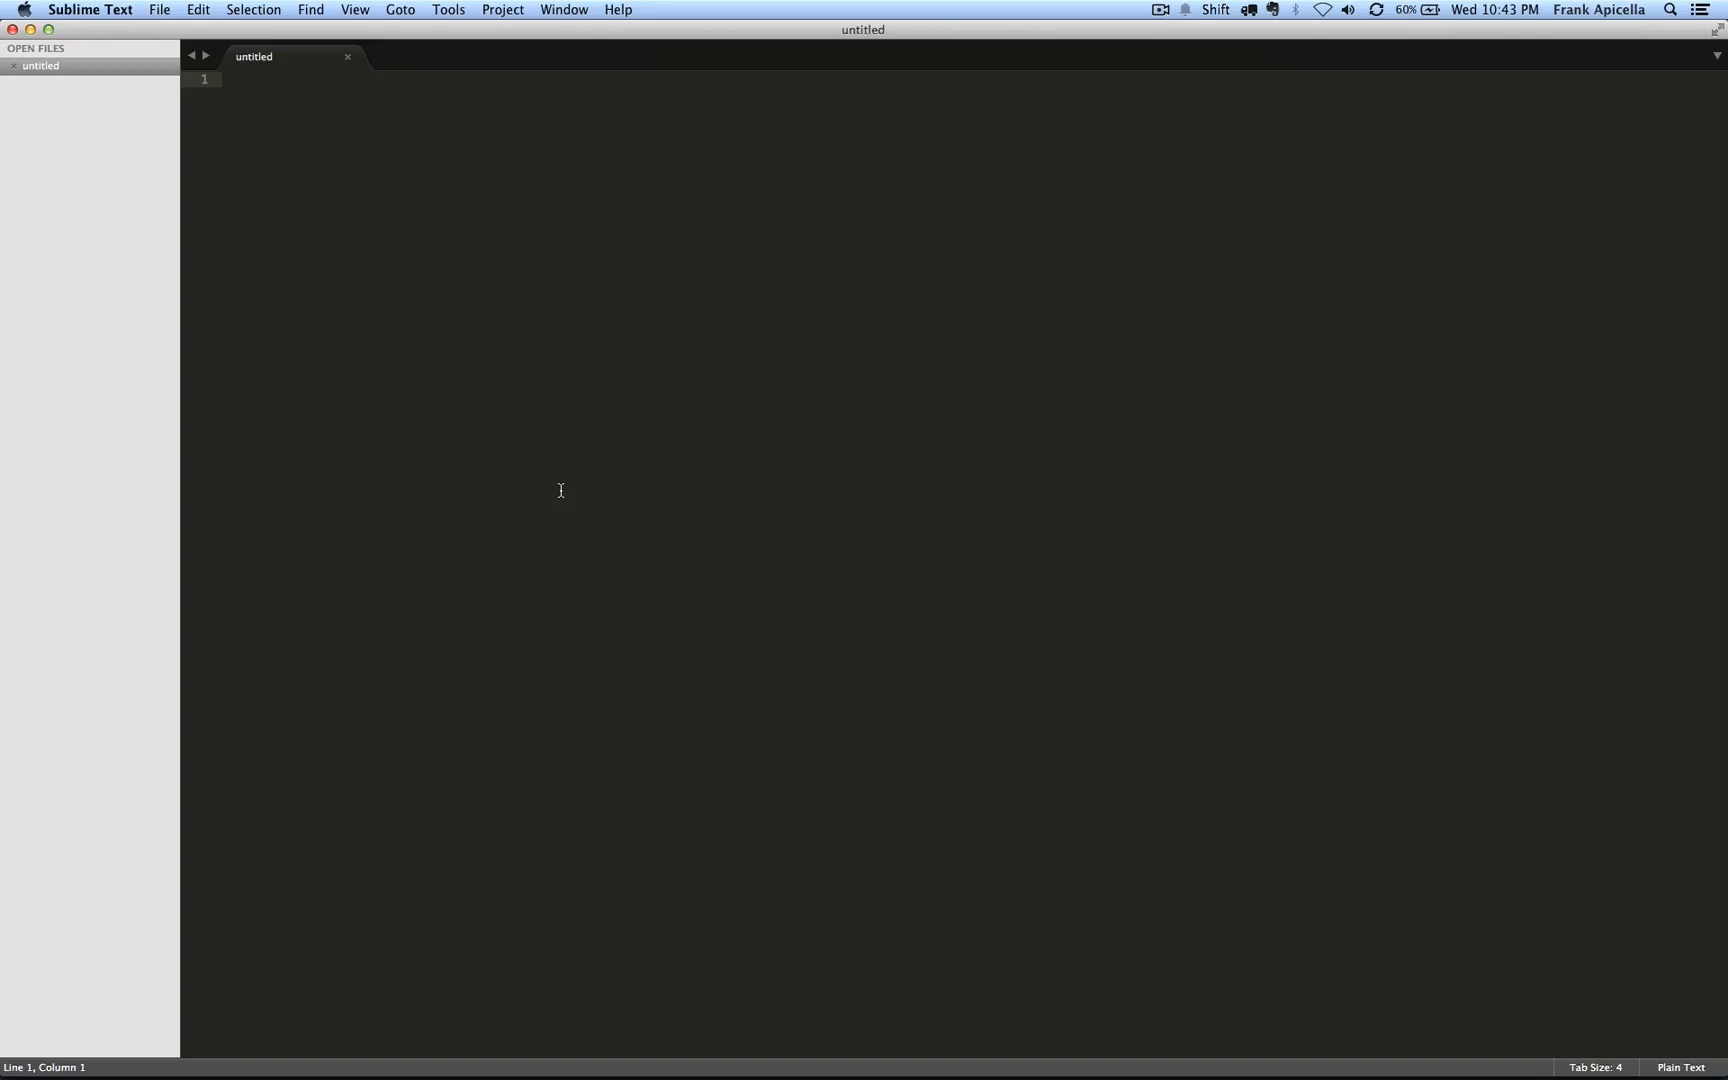 Sublime Text File Edit Selection Find View Goto Tools Project Window Help Shift 60% Wed 10:43 PM Frank Apicella
untitled
OPEN FILES
untitled
untitled
1
Line 1, Column 1 Tab Size: 4 Plain Text